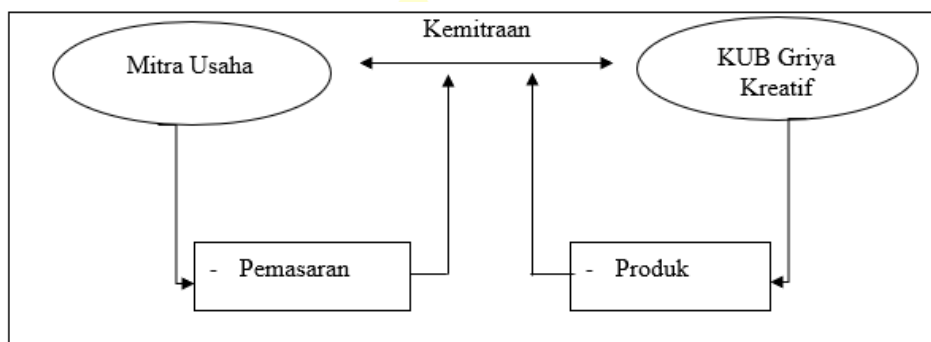 Kemitraan
Mitra Usaha
KUB Griya
Kreatif
- Pemasaran
- Produk